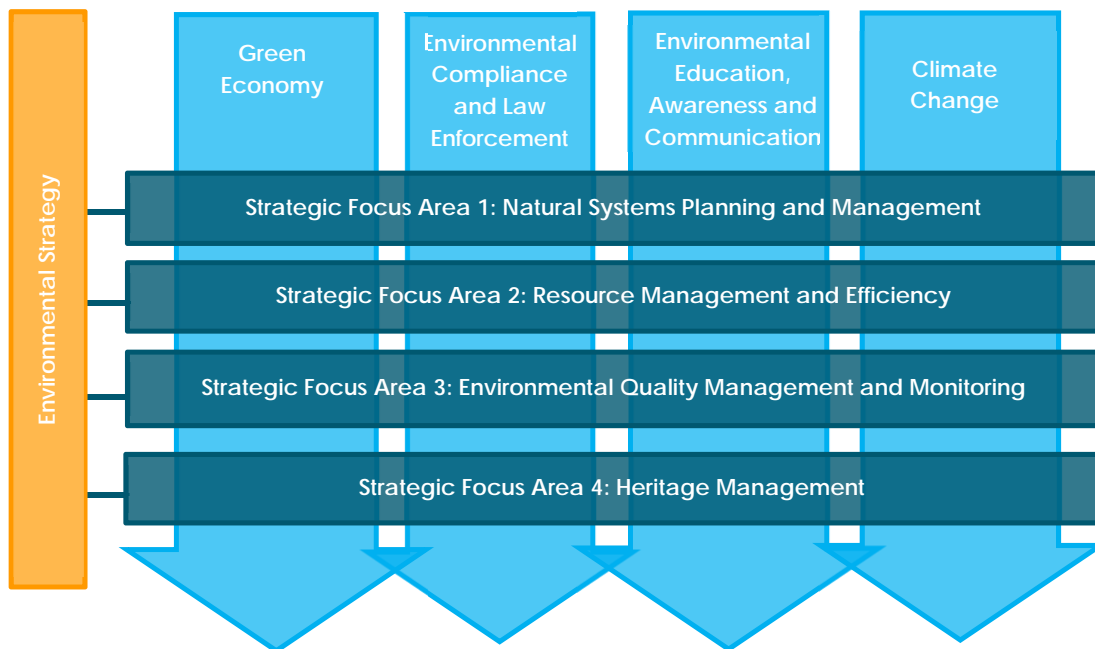 Green
Economy
Environmental
Compliance
and Law
Enforcement
Environmental
Education,
Awareness and
Communication
Climate
Change
Environmental Strategy
Strategic Focus Area 1: Natural Systems Planning and Management
Strategic Focus Area 2: Resource Management and Efficiency
Strategic Focus Area 3: Environmental Quality Management and Monitoring
Strategic Focus Area 4: Heritage Management